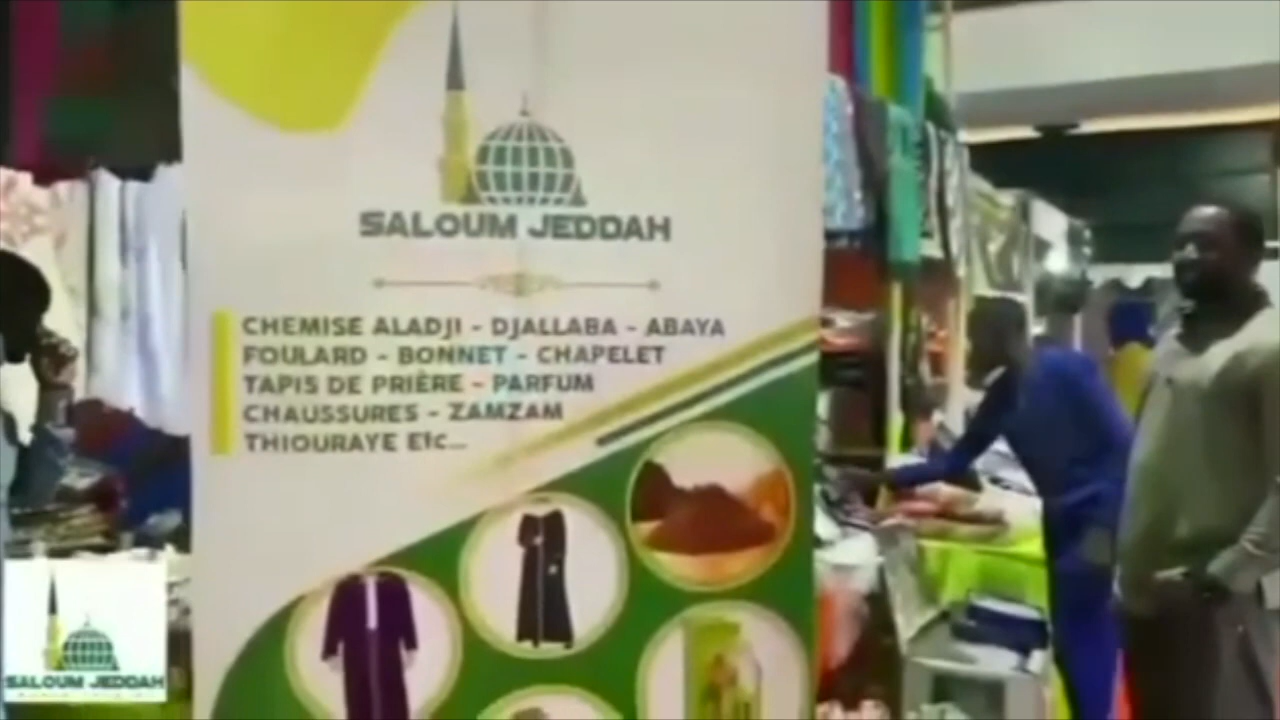 SALOUM JEDDAH
CHEMISE ALADJI - DJALLABA - ABAYA
FOULARD - BONNET - CHAPELET
TAPIS DE PRIÈRE - PARFUM
CHAUSSURES - ZAMZAM
THIOURAYE Etc...
SALOUM JEDDAH